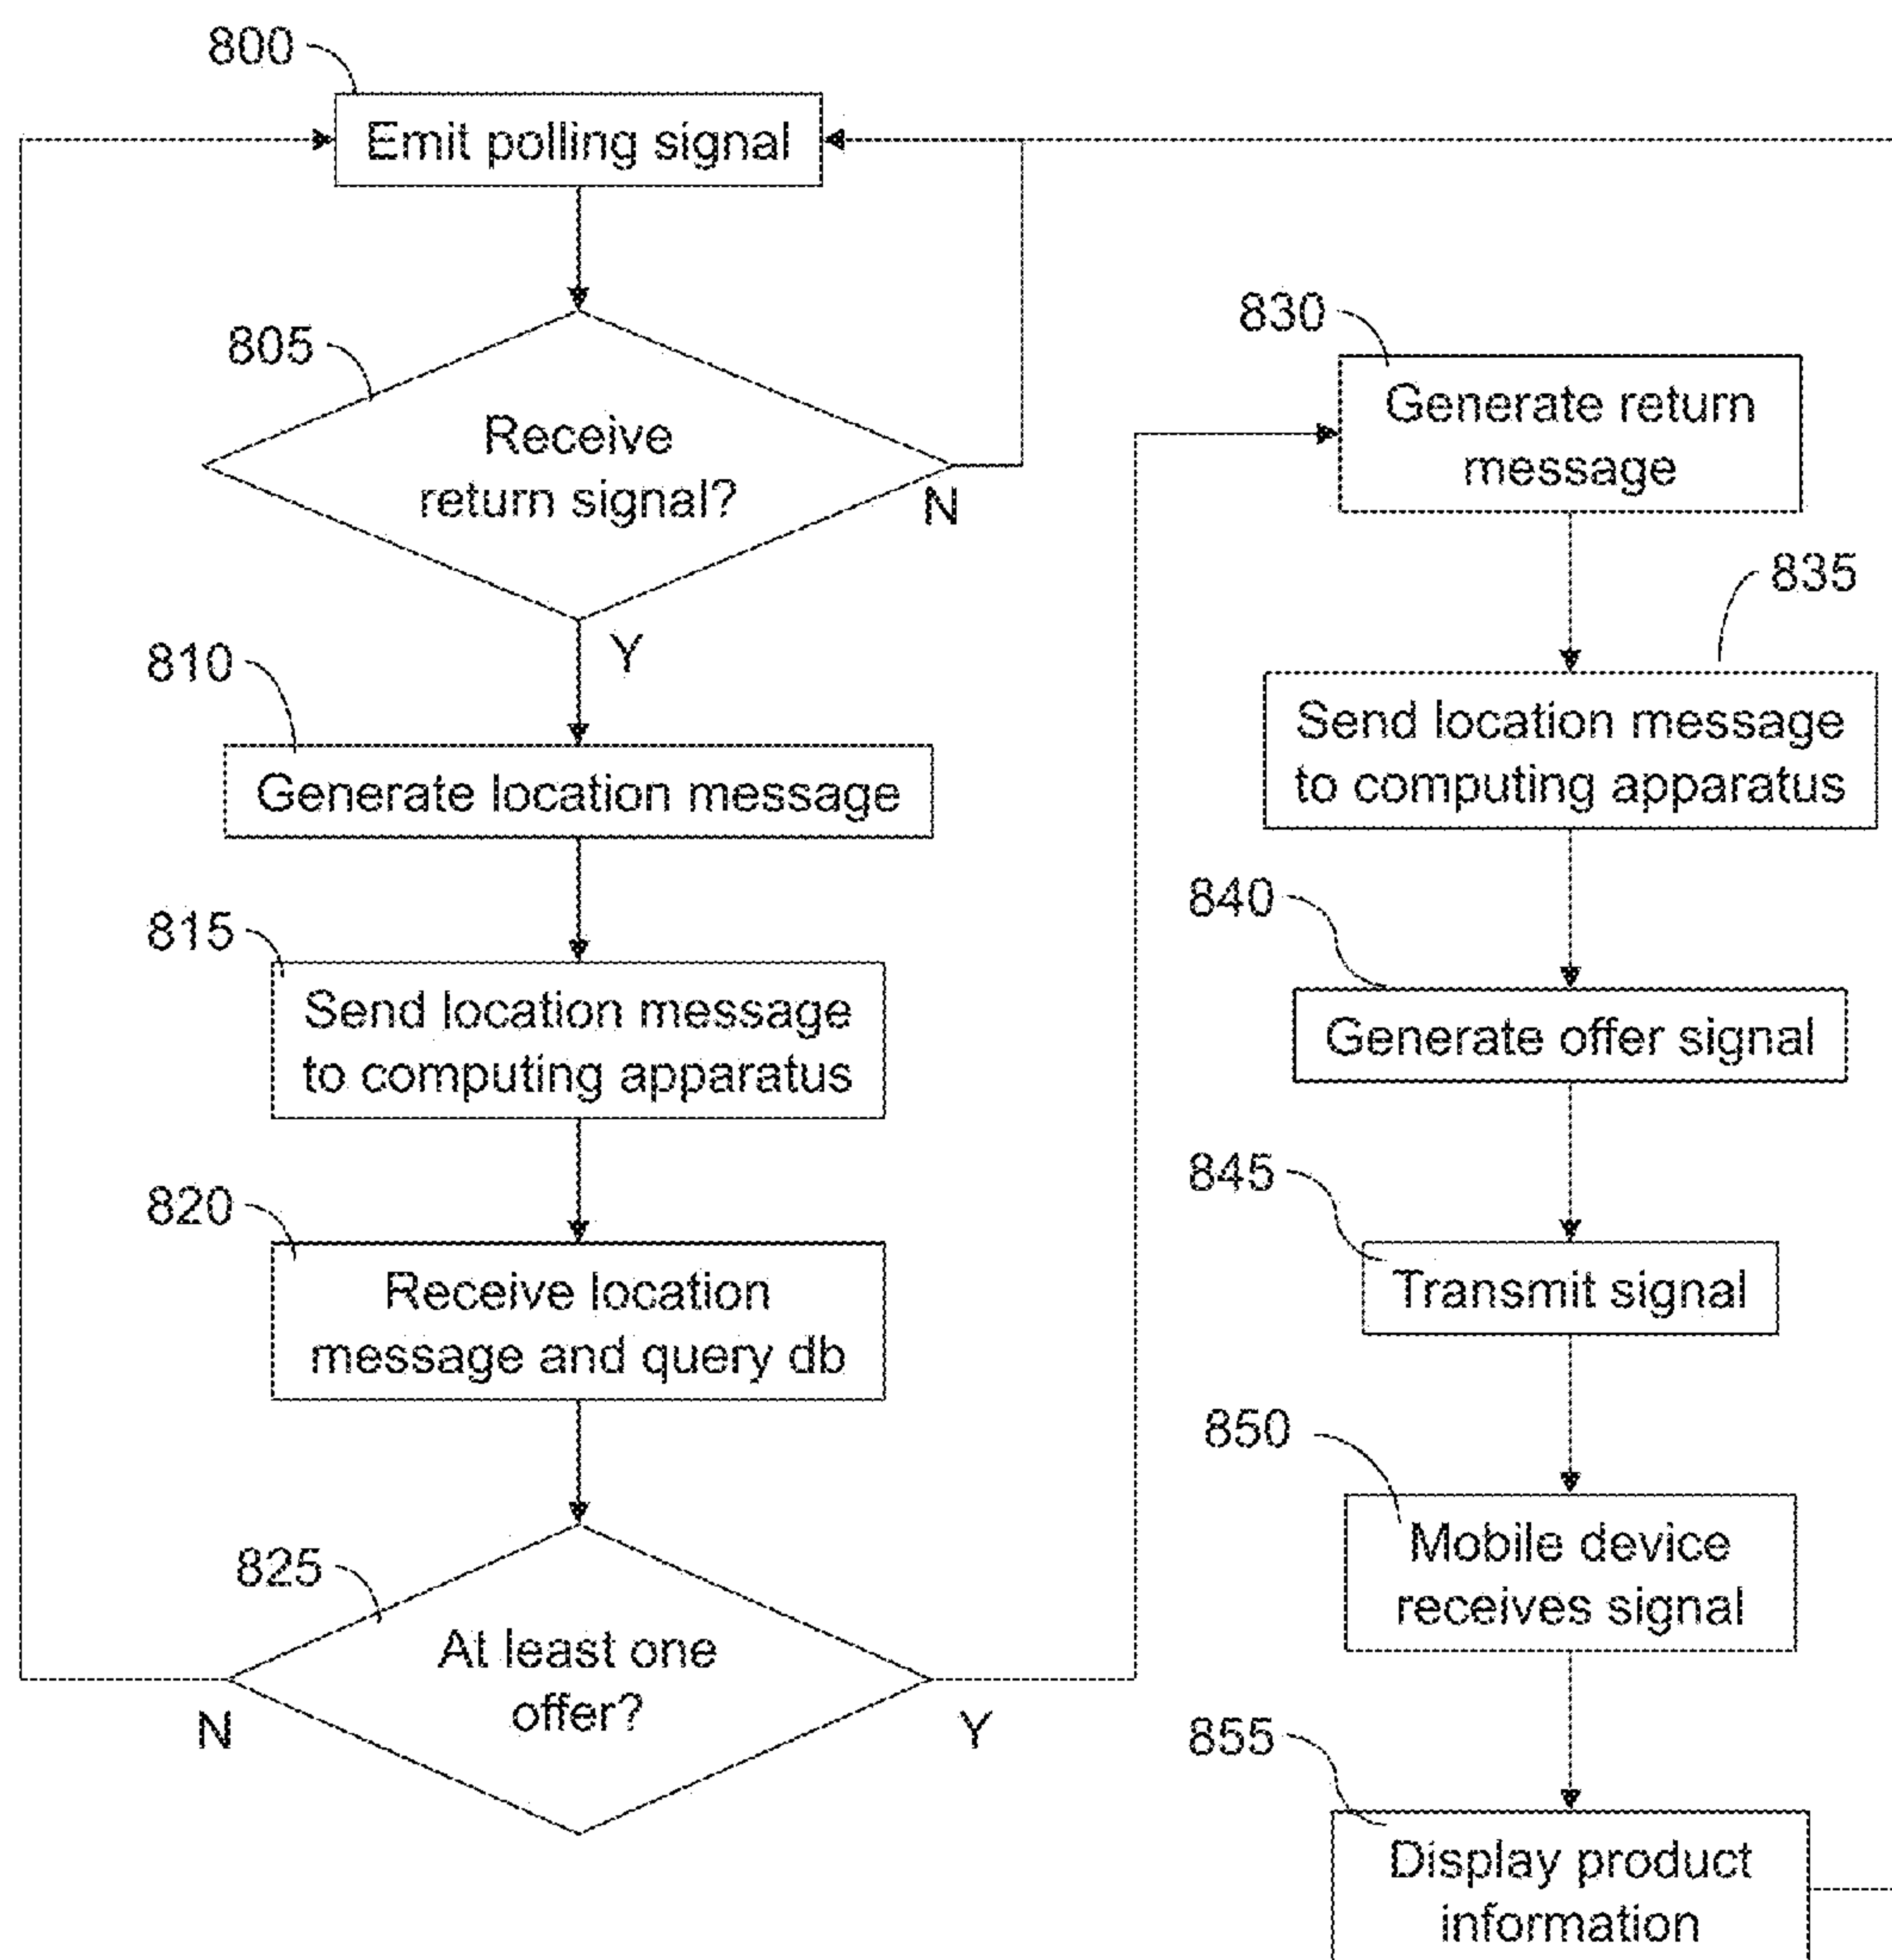 800
Emit polling signal
805
Receive
return signal?
N
Y
810
Generate location message
815
Send location message
to computing apparatus
820
Receive location
message and query db
825
At least one
offer?
N
Y
830
Generate return
message
835
Send location message
to computing apparatus
840
Generate offer signal
845
Transmit signal
850
Mobile device
receives signal
855
Display product
information